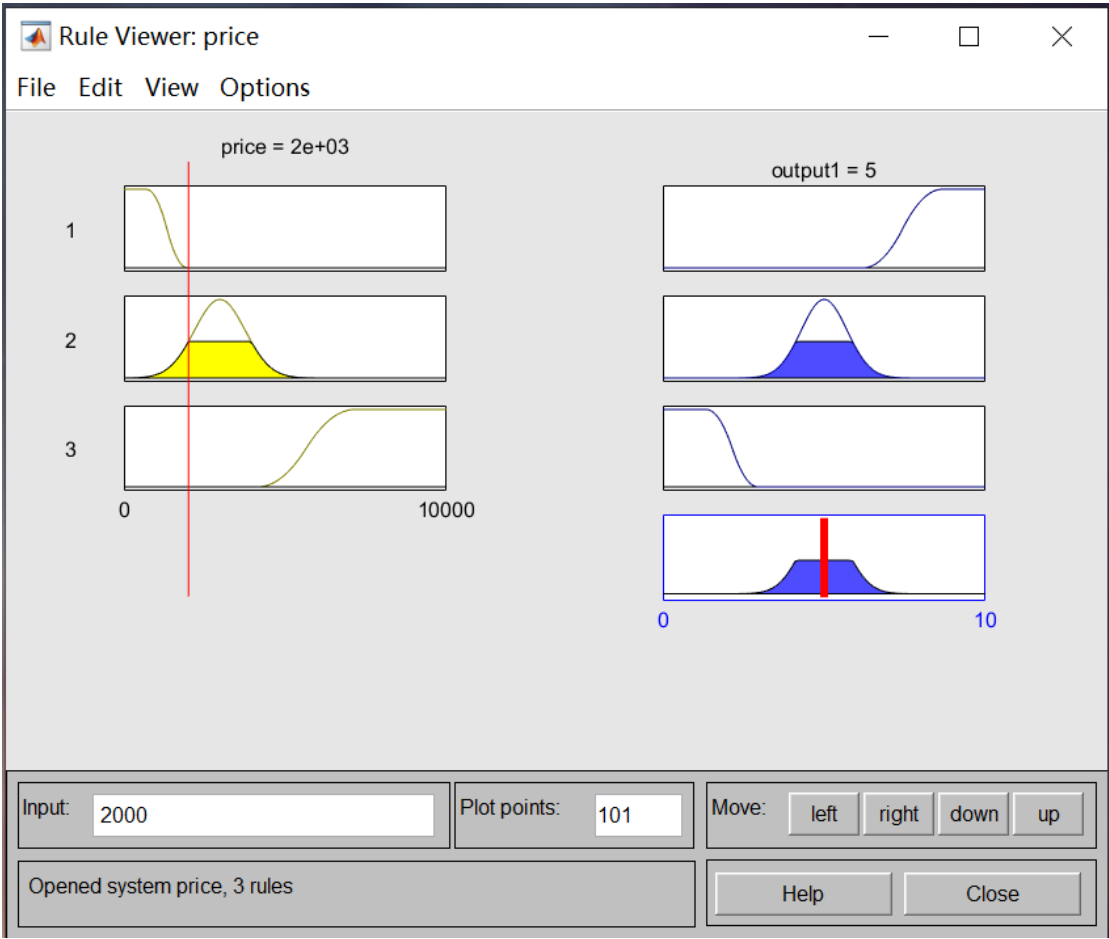 Rule Viewer: price
File Edit View Options
price = 2e+03
output1 = 5
1
2
3
0 10000
0 10
Input: 2000
Plot points: 101
Move: left right down up
Opened system price, 3 rules
Help Close